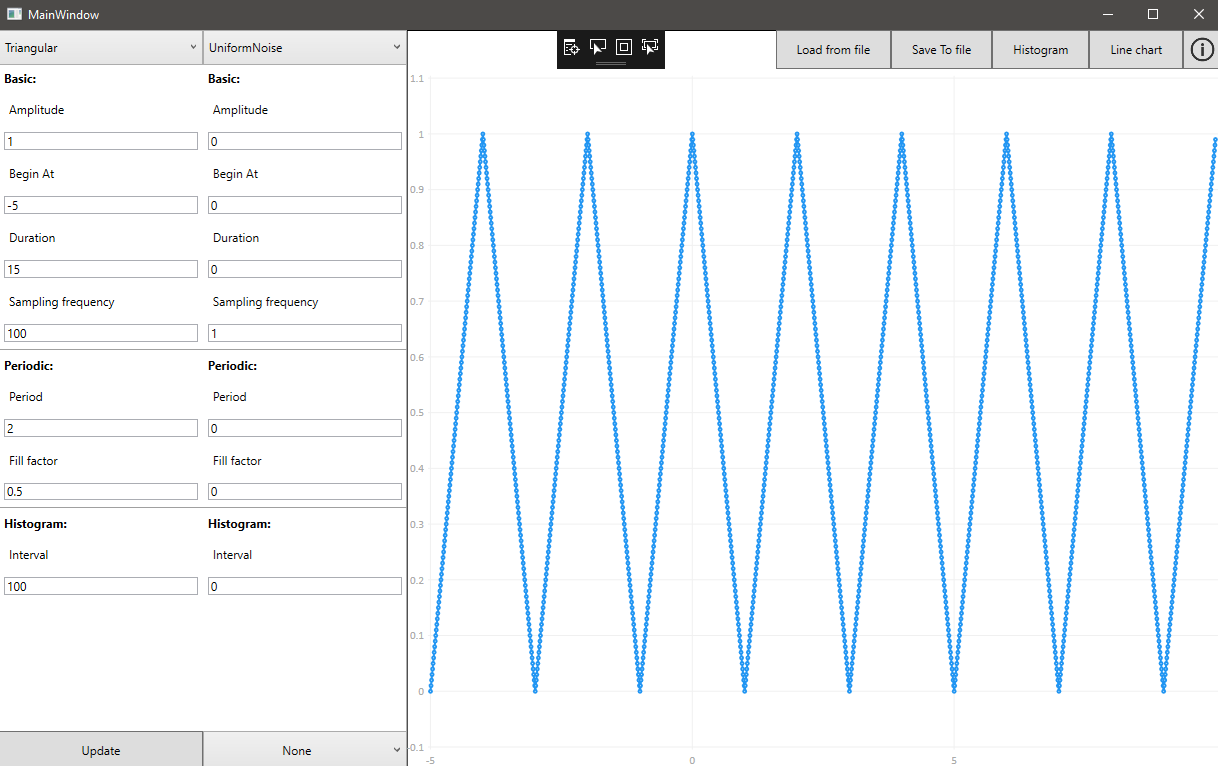 MainWindow
Triangular UniformNoise
Load from file Save To file Histogram Line chart
Basic: Basic:
Amplitude Amplitude
1 0
Begin At Begin At
-5 0
Duration Duration
15 0
Sampling frequency Sampling frequency
100 1
Periodic: Periodic:
Period Period
2 0
Fill factor Fill factor
0.5 0
Histogram: Histogram:
Interval Interval
100 0
Update None
1.1
1
0.9
0.8
0.7
0.6
0.5
0.4
0.3
0.2
0.1
0
-0.1
-5 0 5